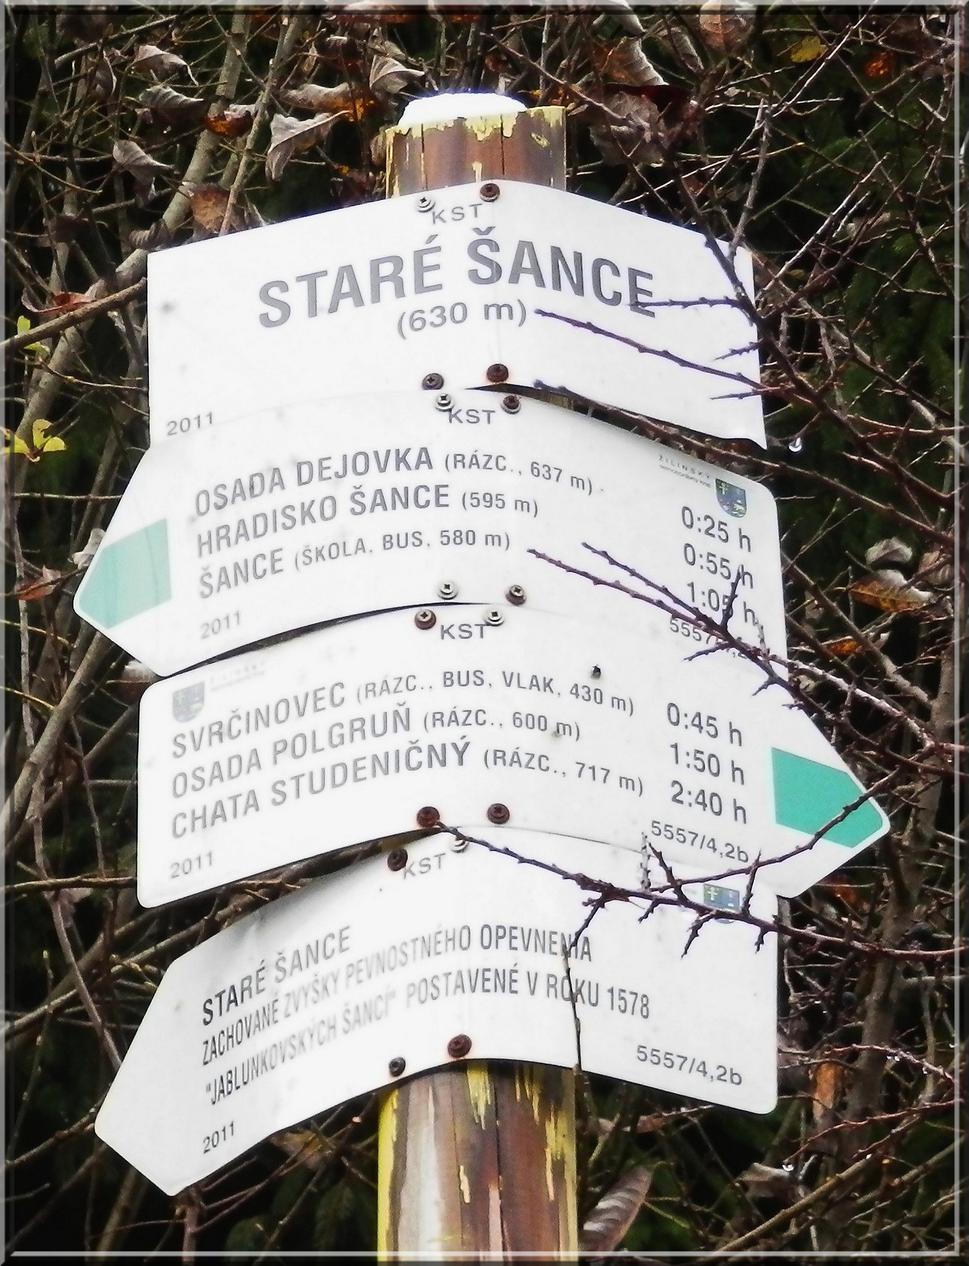 KST
STARÉ ŠANCE
(630 m)
2011
KST
OSADA DEJOVKA (RÁZC., 637 m) 0:25 h
HRADISKO ŠANCE (595 m) 0:55 h
ŠANCE (ŠKOLA, BUS, 580 m) 1:05 h
2011
KST
SVRČINOVEC (RÁZC., BUS, VLAK, 430 m) 0:45 h
OSADA POLGRUŇ (RÁZC., 600 m) 1:50 h
CHATA STUDENIČNÝ (RÁZC., 717 m) 2:40 h
2011 5557/4,2b
KST
STARÉ ŠANCE
ZACHOVANÉ ZVYŠKY PEVNOSTNÉHO OPEVNENIA
"JABLUNKOVSKÝCH ŠANCÍ" POSTAVENÉ V ROKU 1578
5557/4,2b
2011